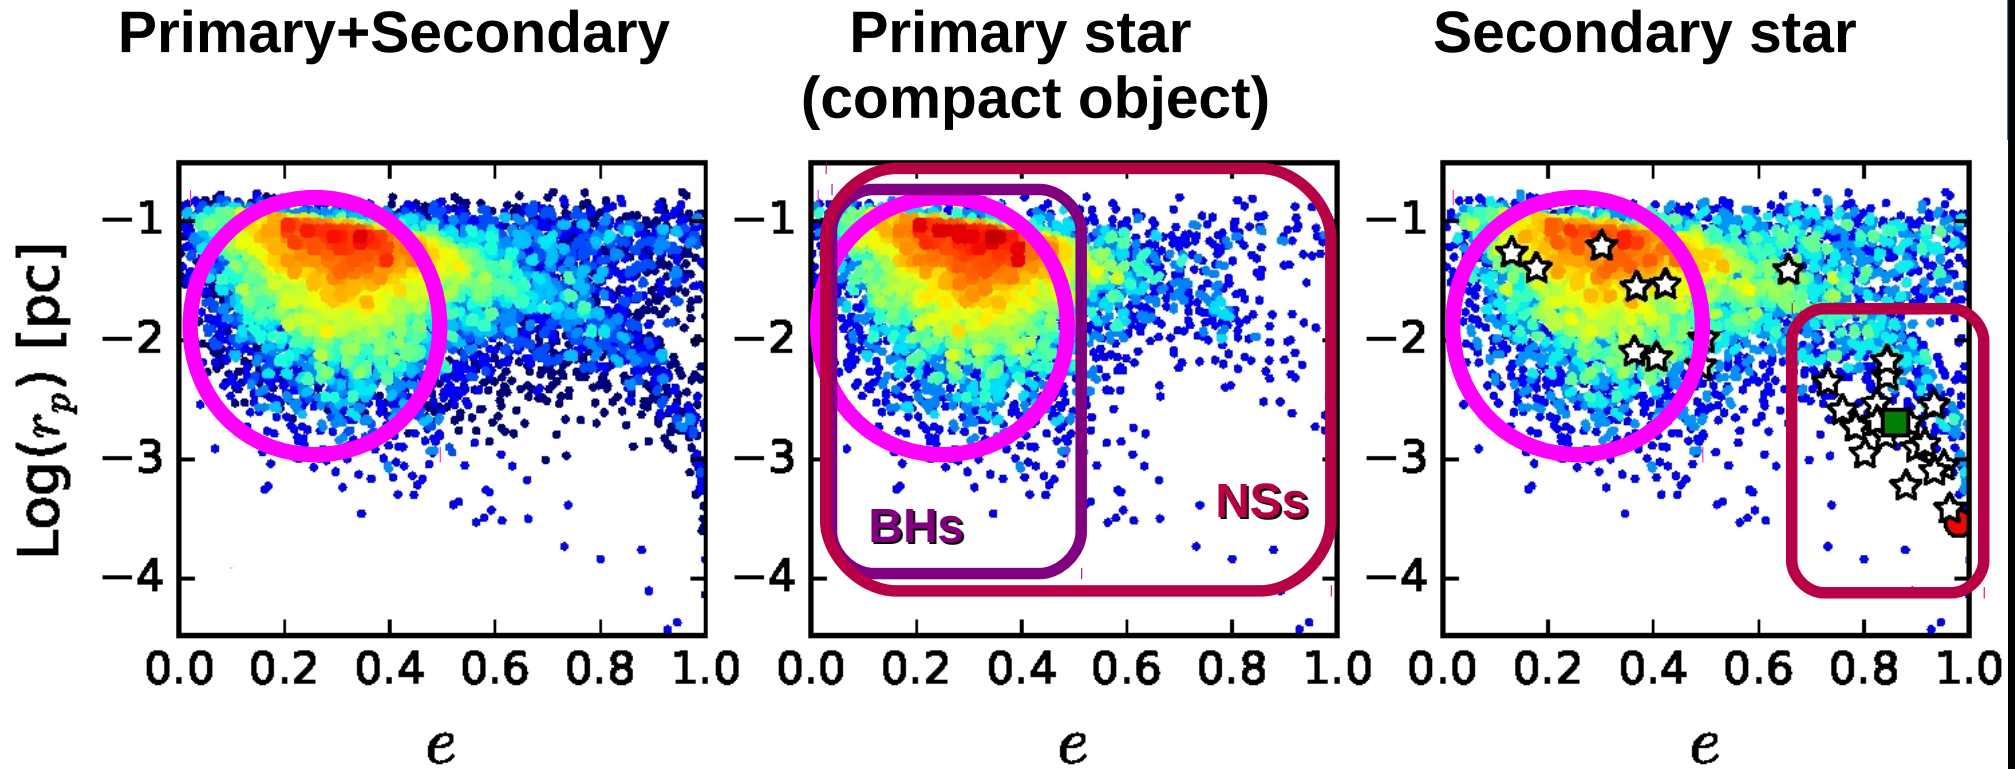 Primary+Secondary
Primary star
(compact object)
Secondary star
Log(r_p) [pc]
−1
−2
−3
−4
0.0 0.2 0.4 0.6 0.8 1.0
e
−1
−2
−3
−4
BHs
NSs
0.0 0.2 0.4 0.6 0.8 1.0
e
−1
−2
−3
−4
0.0 0.2 0.4 0.6 0.8 1.0
e